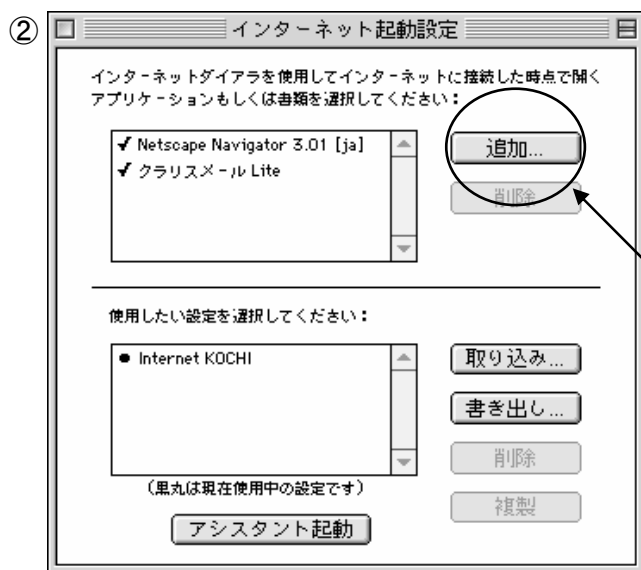 ②
インターネット起動設定
インターネットダイアラを使用してインターネットに接続した時点で開く
アプリケーションもしくは書類を選択してください：
✓ Netscape Navigator 3.01 [ja]
✓ クラリスメール Lite
追加...
削除
使用したい設定を選択してください：
● Internet KOCHI
取り込み...
書き出し...
削除
複製
（黒丸は現在使用中の設定です）
アシスタント起動